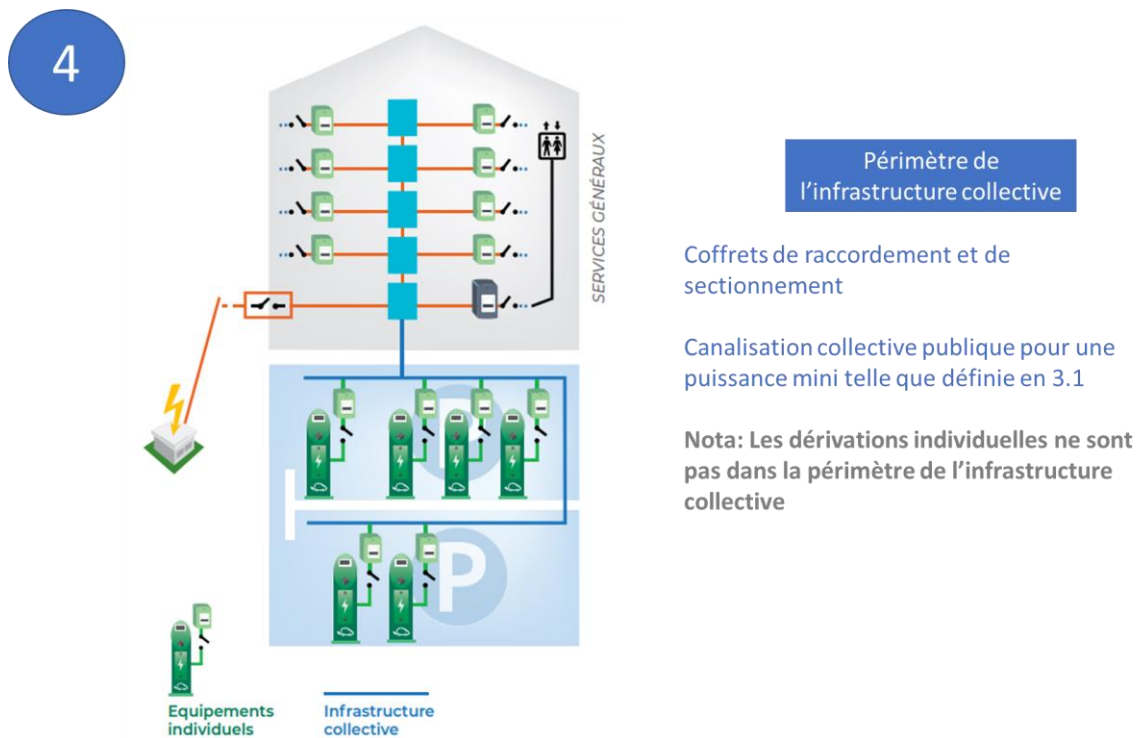 4
SERVICES GÉNÉRAUX
P
P
Equipements
individuels
Infrastructure
collective
Périmètre de
l’infrastructure collective
Coffrets de raccordement et de
sectionnement
Canalisation collective publique pour une
puissance mini telle que définie en 3.1
Nota: Les dérivations individuelles ne sont
pas dans la périmètre de l’infrastructure
collective